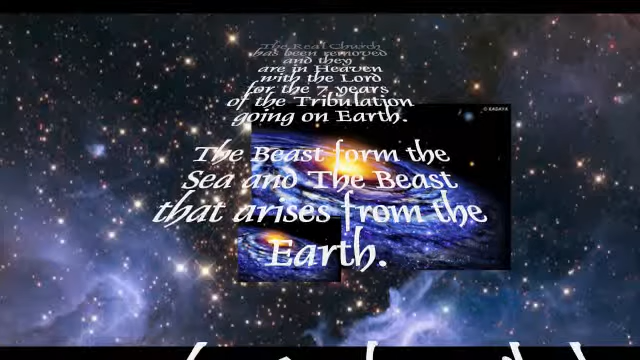 The Real Church
has been removed
and they
are in Heaven
with the Lord
for the 7 years
of the Tribulation
going on Earth.
The Beast form the
Sea and The Beast
that arises from the
Earth.